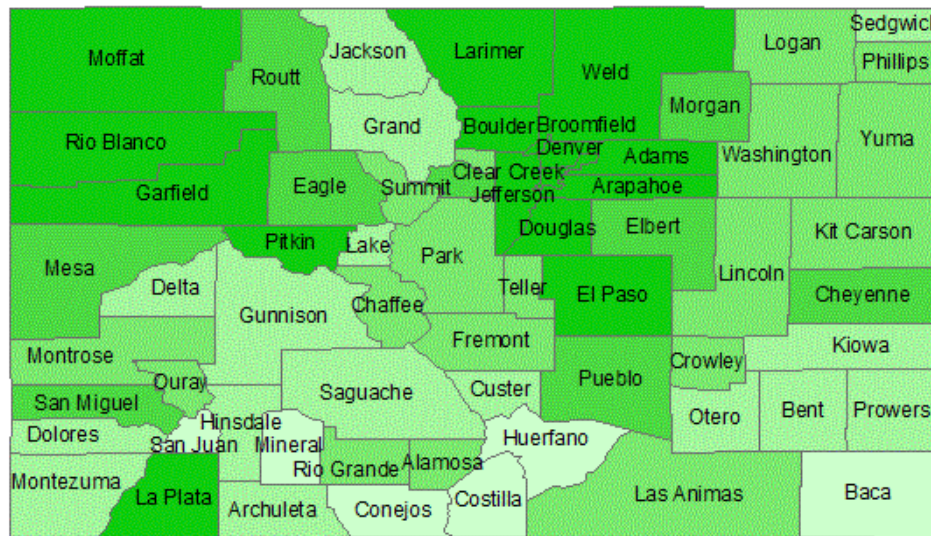 Moffat
Routt
Jackson
Larimer
Weld
Logan
Sedgwick
Phillips
Rio Blanco
Grand
Boulder
Broomfield
Morgan
Washington
Yuma
Garfield
Eagle
Summit
Clear Creek
Jefferson
Denver
Adams
Arapahoe
Mesa
Pitkin
Lake
Park
Douglas
Elbert
Kit Carson
Delta
Gunnison
Chaffee
Teller
El Paso
Lincoln
Cheyenne
Montrose
Fremont
Kiowa
Ouray
Saguache
Custer
Pueblo
Crowley
San Miguel
Otero
Bent
Prowers
Dolores
San Juan
Hinsdale
Mineral
Rio Grande
Alamosa
Huerfano
Montezuma
La Plata
Archuleta
Conejos
Costilla
Las Animas
Baca